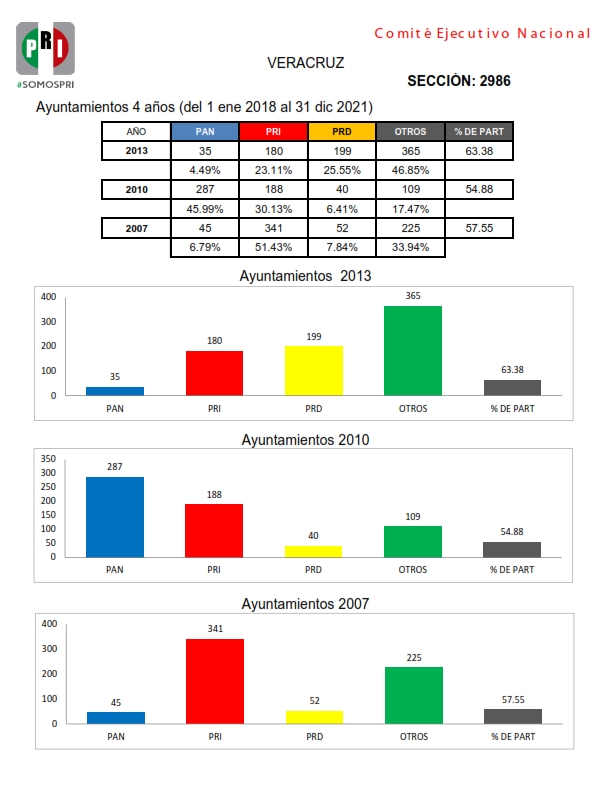 Comité Ejecutivo Nacional
PRI
#SOMOSPRI
VERACRUZ
SECCIÒN: 2986
Ayuntamientos 4 años (del 1 ene 2018 al 31 dic 2021)
AÑO PAN PRI PRD OTROS % DE PART
2013 35 180 199 365 63.38
4.49% 23.11% 25.55% 46.85%
2010 287 188 40 109 54.88
45.99% 30.13% 6.41% 17.47%
2007 45 341 52 225 57.55
6.79% 51.43% 7.84% 33.94%
Ayuntamientos 2013
400
300
200
100
0
35 180 199 365 63.38
PAN PRI PRD OTROS % DE PART
Ayuntamientos 2010
350
300
250
200
150
100
50
0
287 188 40 109 54.88
PAN PRI PRD OTROS % DE PART
Ayuntamientos 2007
400
300
200
100
0
45 341 52 225 57.55
PAN PRI PRD OTROS % DE PART